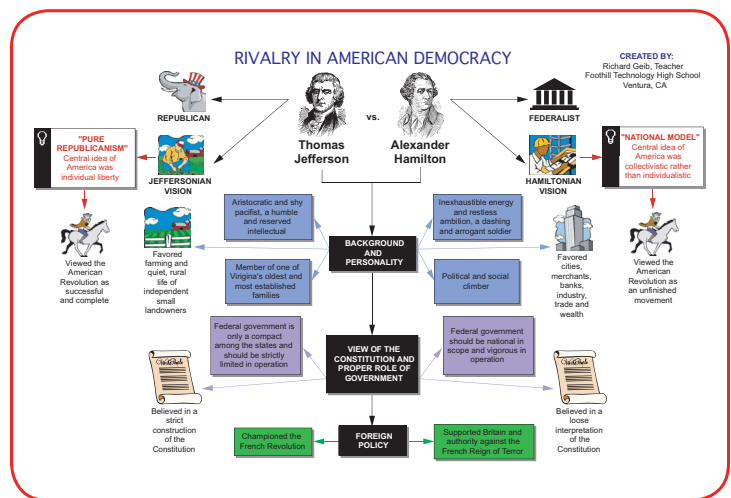 RIVALRY IN AMERICAN DEMOCRACY
CREATED BY:
Richard Geib, Teacher
Foothill Technology High School
Ventura, CA
REPUBLICAN
vs.
FEDERALIST
Thomas
Jefferson
Alexander
Hamilton
"PURE
REPUBLICANISM"
Central idea of
America was
individual liberty
JEFFERSONIAN
VISION
HAMILTONIAN
VISION
"NATIONAL MODEL"
Central idea of
America was
collectivistic rather
than individualistic
Viewed the
American
Revolution as
successful
and complete
Favored
farming and
quiet, rural
life of
independent
small
landowners
Aristocratic and shy
pacifist, a humble
and reserved
intellectual
Member of one of
Virigina's oldest and
most established
families
BACKGROUND
AND
PERSONALITY
Inexhaustible energy
and restless
ambition, a dashing
and arrogant soldier
Political and social
climber
Favored
cities,
merchants,
banks,
industry,
trade and
wealth
Viewed the
American
Revolution as
an unfinished
movement
Federal government is
only a compact
among the states and
should be strictly
limited in operation
VIEW OF THE
CONSTITUTION AND
PROPER ROLE OF
GOVERNMENT
Federal government
should be national in
scope and vigorous in
operation
Believed in a
strict
construction
of the
Constitution
Believed in a
loose
interpretation
of the
Constitution
Championed the
French Revolution
FOREIGN
POLICY
Supported Britain and
authority against the
French Reign of Terror